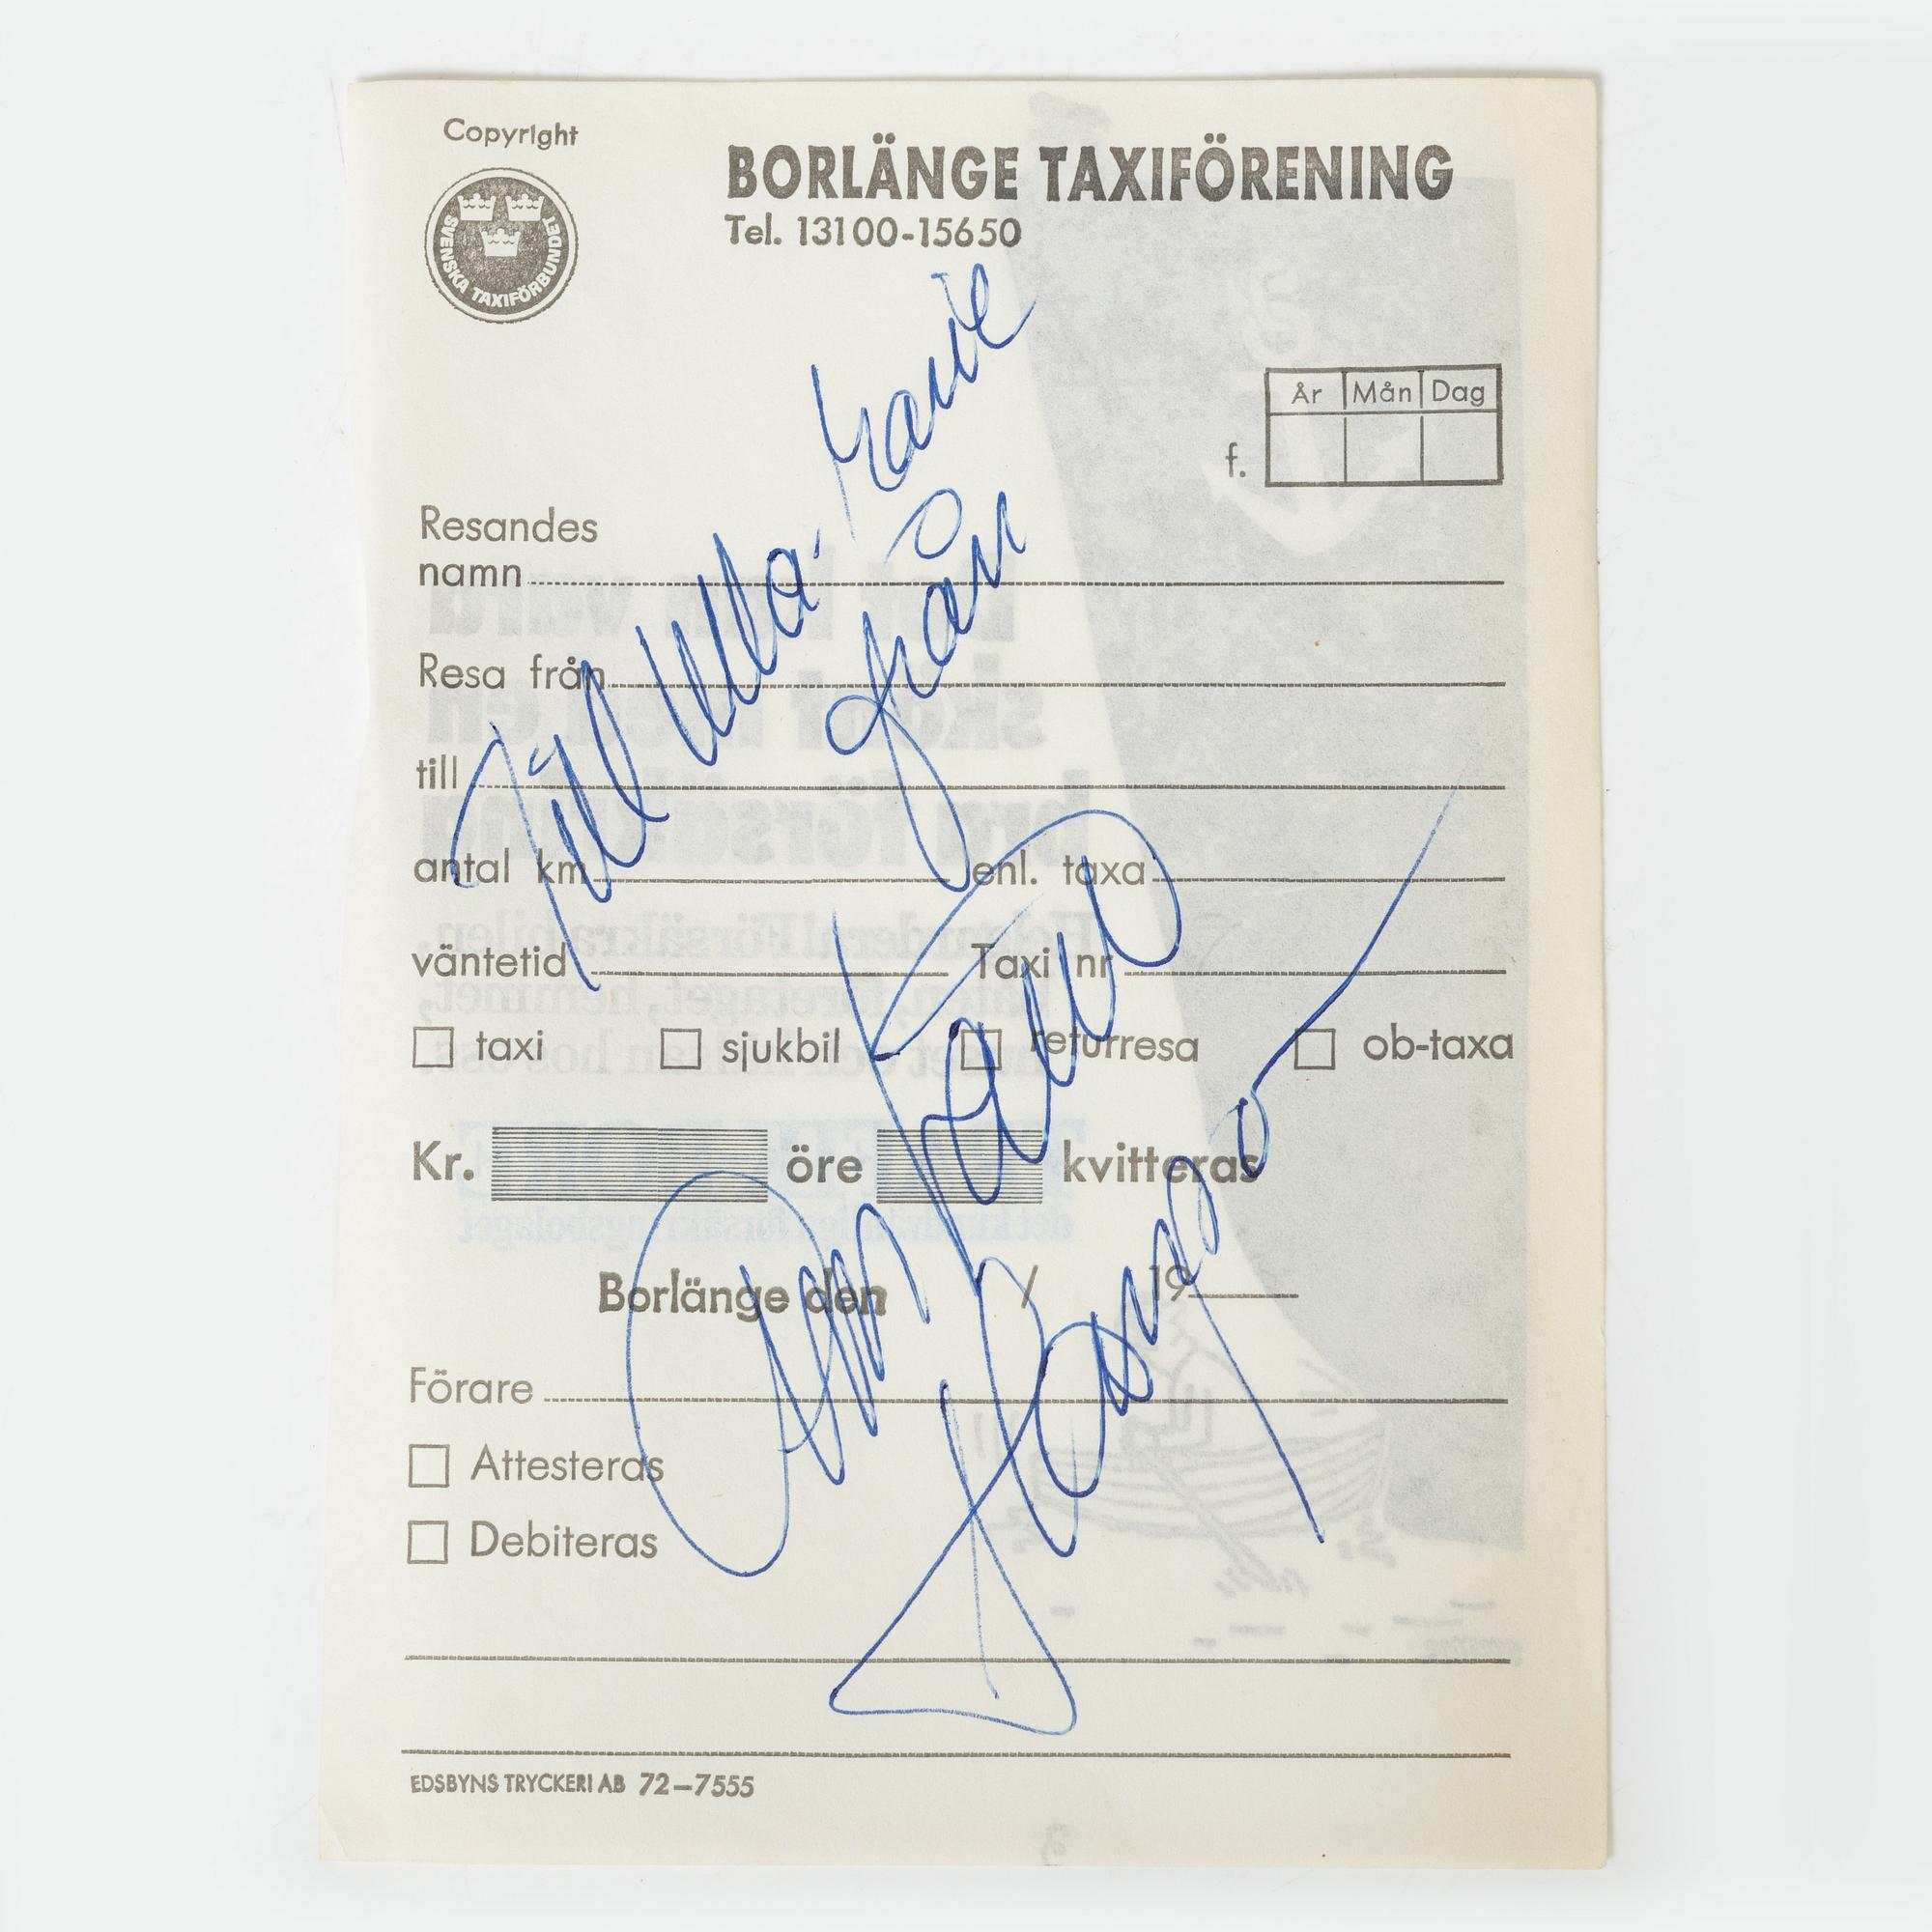 Copyright
SVENSKA TAXIFÖRBUNDET
BORLÄNGE TAXIFÖRENING
Tel. 13100-15650
År Mån Dag
f.
Till Ulla-Marie
från
Resandes
namn
Resa från
till
antal km enl. taxa
väntetid Taxi nr
taxi sjukbil returresa ob-taxa
Kr. öre kvitteras
Borlänge den / 19
Förare
Attesteras
Debiteras
EDSBYNS TRYCKERI AB 72–7555